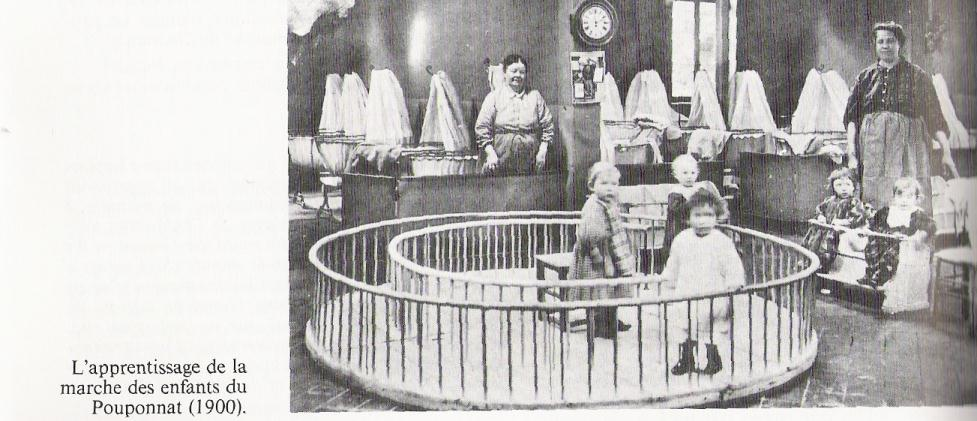 L'apprentissage de la
marche des enfants du
Pouponnat (1900).